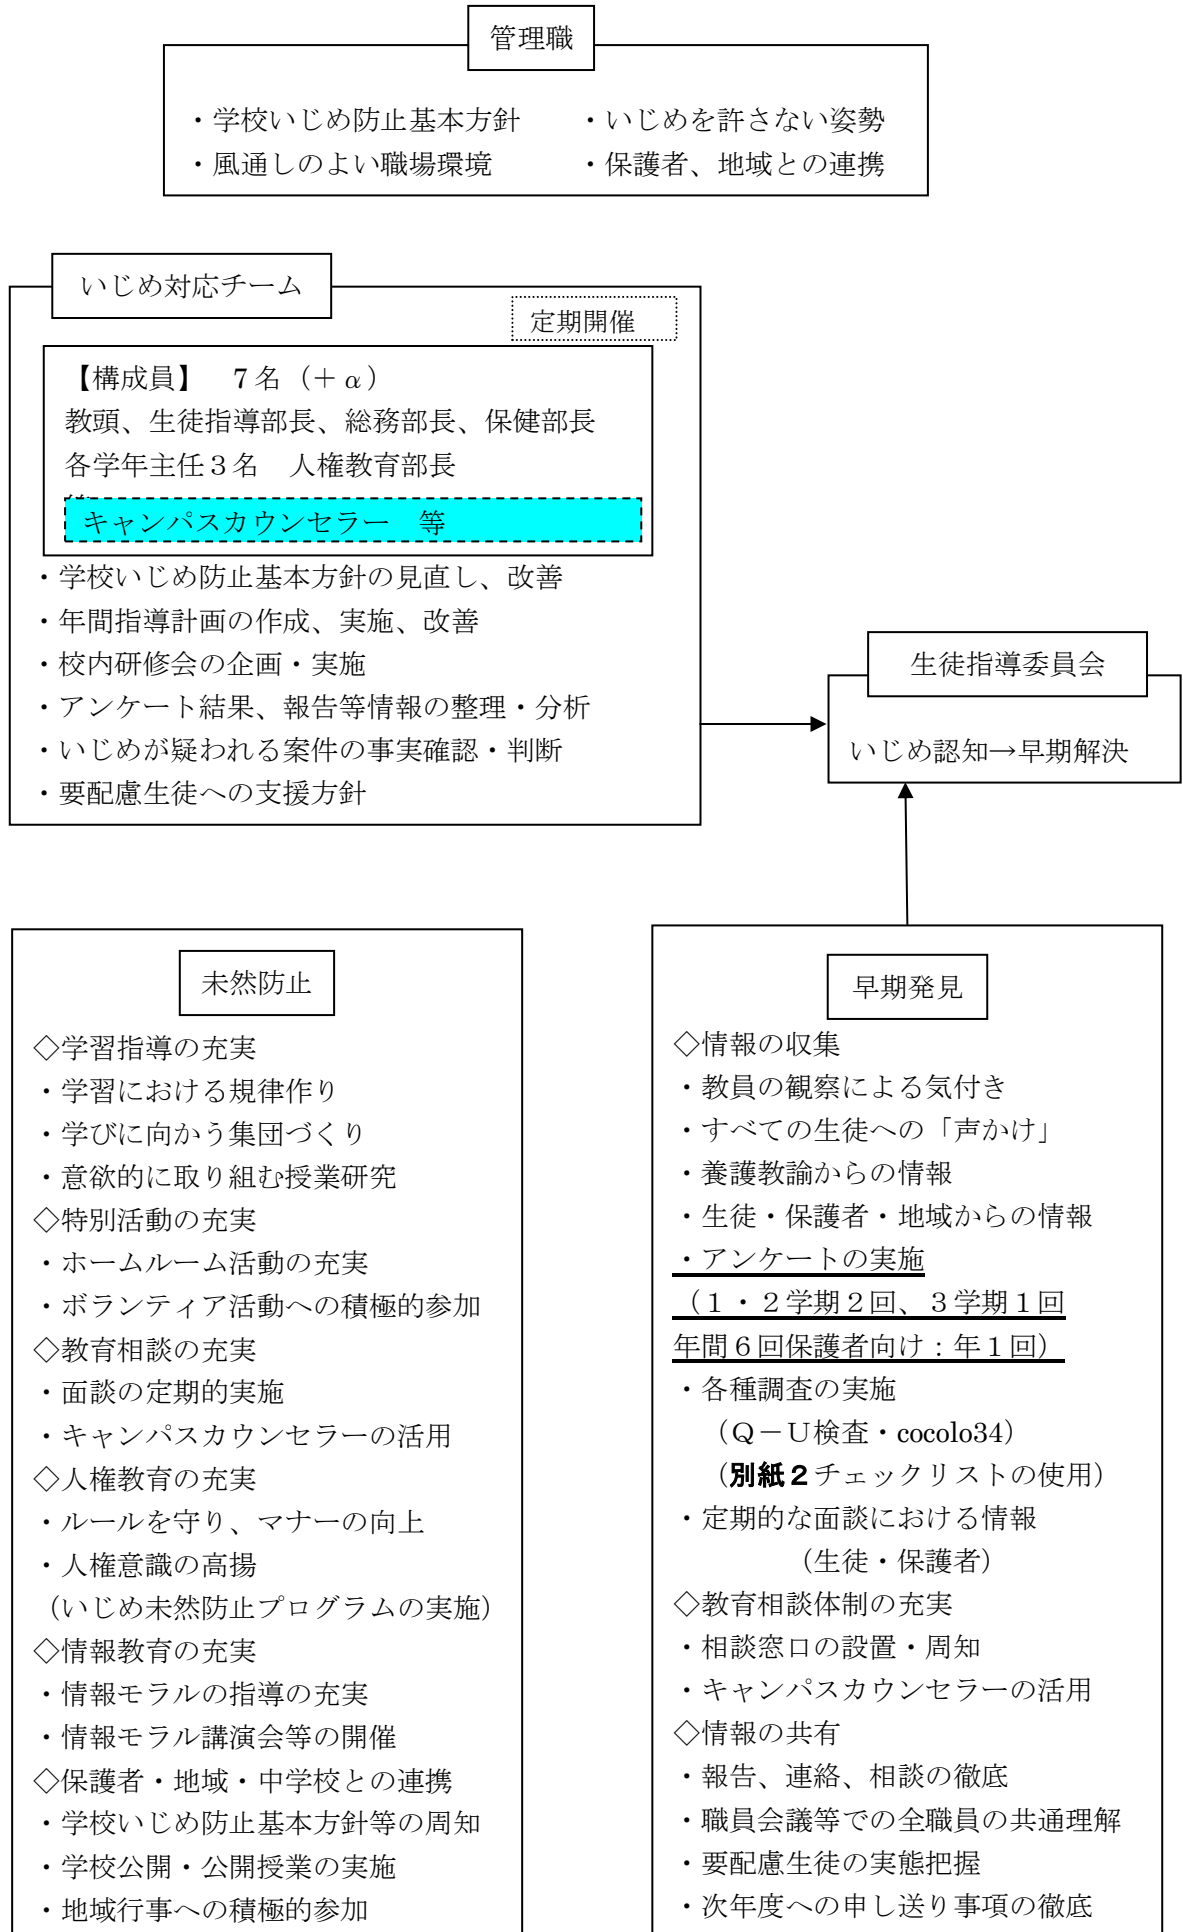 管理職
・学校いじめ防止基本方針　・いじめを許さない姿勢
・風通しのよい職場環境　・保護者、地域との連携
いじめ対応チーム
定期開催
【構成員】　７名（＋α）
教頭、生徒指導部長、総務部長、保健部長
各学年主任３名　人権教育部長
キャンパスカウンセラー　等
・学校いじめ防止基本方針の見直し、改善
・年間指導計画の作成、実施、改善
・校内研修会の企画・実施
・アンケート結果、報告等情報の整理・分析
・いじめが疑われる案件の事実確認・判断
・要配慮生徒への支援方針
生徒指導委員会
いじめ認知→早期解決
未然防止
◇学習指導の充実
・学習における規律作り
・学びに向かう集団づくり
・意欲的に取り組む授業研究
◇特別活動の充実
・ホームルーム活動の充実
・ボランティア活動への積極的参加
◇教育相談の充実
・面談の定期的実施
・キャンパスカウンセラーの活用
◇人権教育の充実
・ルールを守り、マナーの向上
・人権意識の高揚
（いじめ未然防止プログラムの実施）
◇情報教育の充実
・情報モラルの指導の充実
・情報モラル講演会等の開催
◇保護者・地域・中学校との連携
・学校いじめ防止基本方針等の周知
・学校公開・公開授業の実施
・地域行事への積極的参加
早期発見
◇情報の収集
・教員の観察による気付き
・すべての生徒への「声かけ」
・養護教諭からの情報
・生徒・保護者・地域からの情報
・アンケートの実施
（１・２学期２回、３学期１回
年間６回保護者向け：年１回）
・各種調査の実施
（Ｑ－Ｕ検査・cocolo34）
（別紙２チェックリストの使用）
・定期的な面談における情報
（生徒・保護者）
◇教育相談体制の充実
・相談窓口の設置・周知
・キャンパスカウンセラーの活用
◇情報の共有
・報告、連絡、相談の徹底
・職員会議等での全職員の共通理解
・要配慮生徒の実態把握
・次年度への申し送り事項の徹底